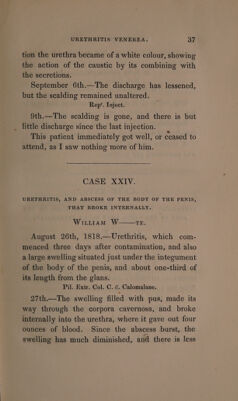 URETHRITIS VENEREA. 37
tion the urethra became of a white colour, showing
the action of the caustic by its combining with
the secretions.
September 6th.—The discharge has lessened,
but the scalding remained unaltered.
Repr. Inject.
9th.—The scalding is gone, and there is but
little discharge since the last injection.
This patient immediately got well, or ceased to
attend, as I saw nothing more of him.
CASE XXIV.
URETHRITIS, AND ABSCESS OF THE BODY OF THE PENIS,
THAT BROKE INTERNALLY.
William W——te.
August 26th, 1818.—Urethritis, which com-
menced three days after contamination, and also
a large swelling situated just under the integument
of the body of the penis, and about one-third of
its length from the glans.
Pil. Extr. Col. C. c. Calomalane.
27th.—The swelling filled with pus, made its
way through the corpora cavernosa, and broke
internally into the urethra, where it gave out four
ounces of blood. Since the abscess burst, the
swelling has much diminished, and there is less